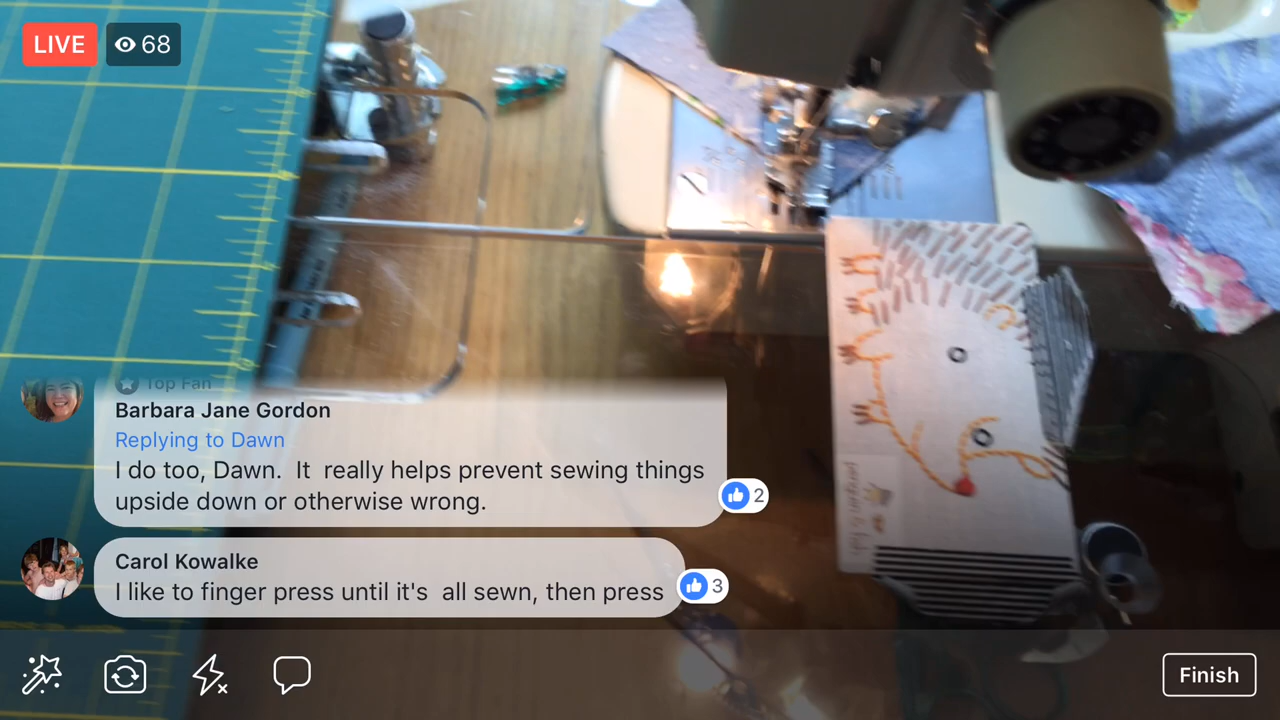 LIVE
68
Top Fan
Barbara Jane Gordon
Replying to Dawn
I do too, Dawn.  It  really helps prevent sewing things
upside down or otherwise wrong.
2
Carol Kowalke
I like to finger press until it's  all sewn, then press
3
Finish